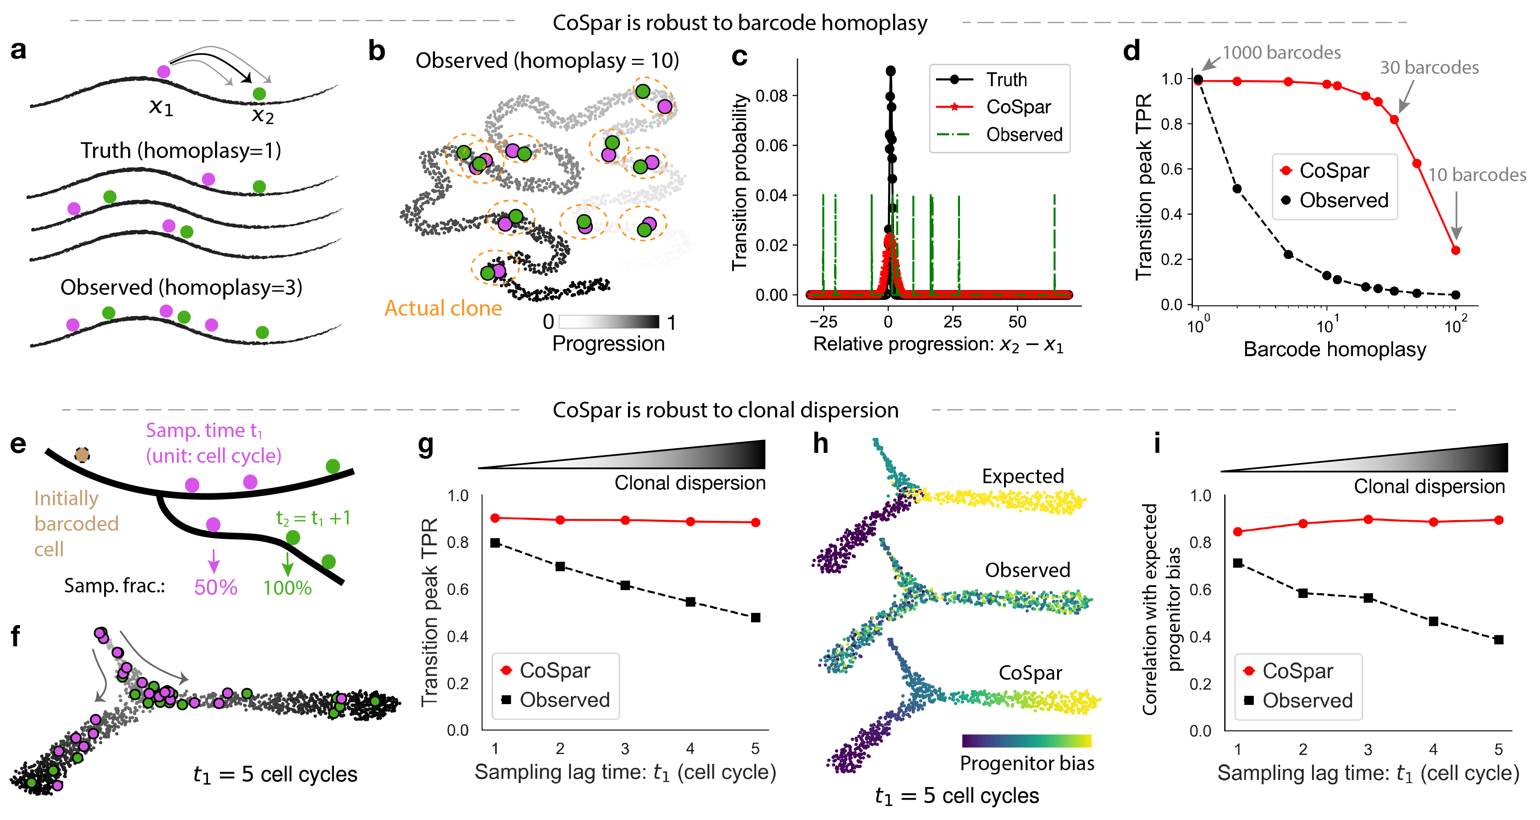 CoSpar is robust to barcode homoplasy
a
x1
x2
Truth (homoplasy=1)
Observed (homoplasy=3)
b
Observed (homoplasy = 10)
Actual clone
0
1
Progression
c
Transition probability
0.08
0.06
0.04
0.02
0.00
Truth
CoSpar
Observed
−25
0
25
50
Relative progression: x2 − x1
d
Transition peak TPR
1.0
0.8
0.6
0.4
0.2
0.0
1000 barcodes
30 barcodes
10 barcodes
CoSpar
Observed
10^0
10^1
10^2
Barcode homoplasy
CoSpar is robust to clonal dispersion
e
Samp. time t1
(unit: cell cycle)
Initially
barcoded
cell
t2 = t1 +1
Samp. frac.:
50%
100%
f
t1 = 5 cell cycles
g
Clonal dispersion
Transition peak TPR
1.0
0.8
0.6
0.4
0.2
0.0
CoSpar
Observed
1
2
3
4
5
Sampling lag time: t1 (cell cycle)
h
Expected
Observed
CoSpar
Progenitor bias
t1 = 5 cell cycles
i
Clonal dispersion
Correlation with expected
progenitor bias
1.0
0.8
0.6
0.4
0.2
0.0
CoSpar
Observed
1
2
3
4
5
Sampling lag time: t1 (cell cycle)